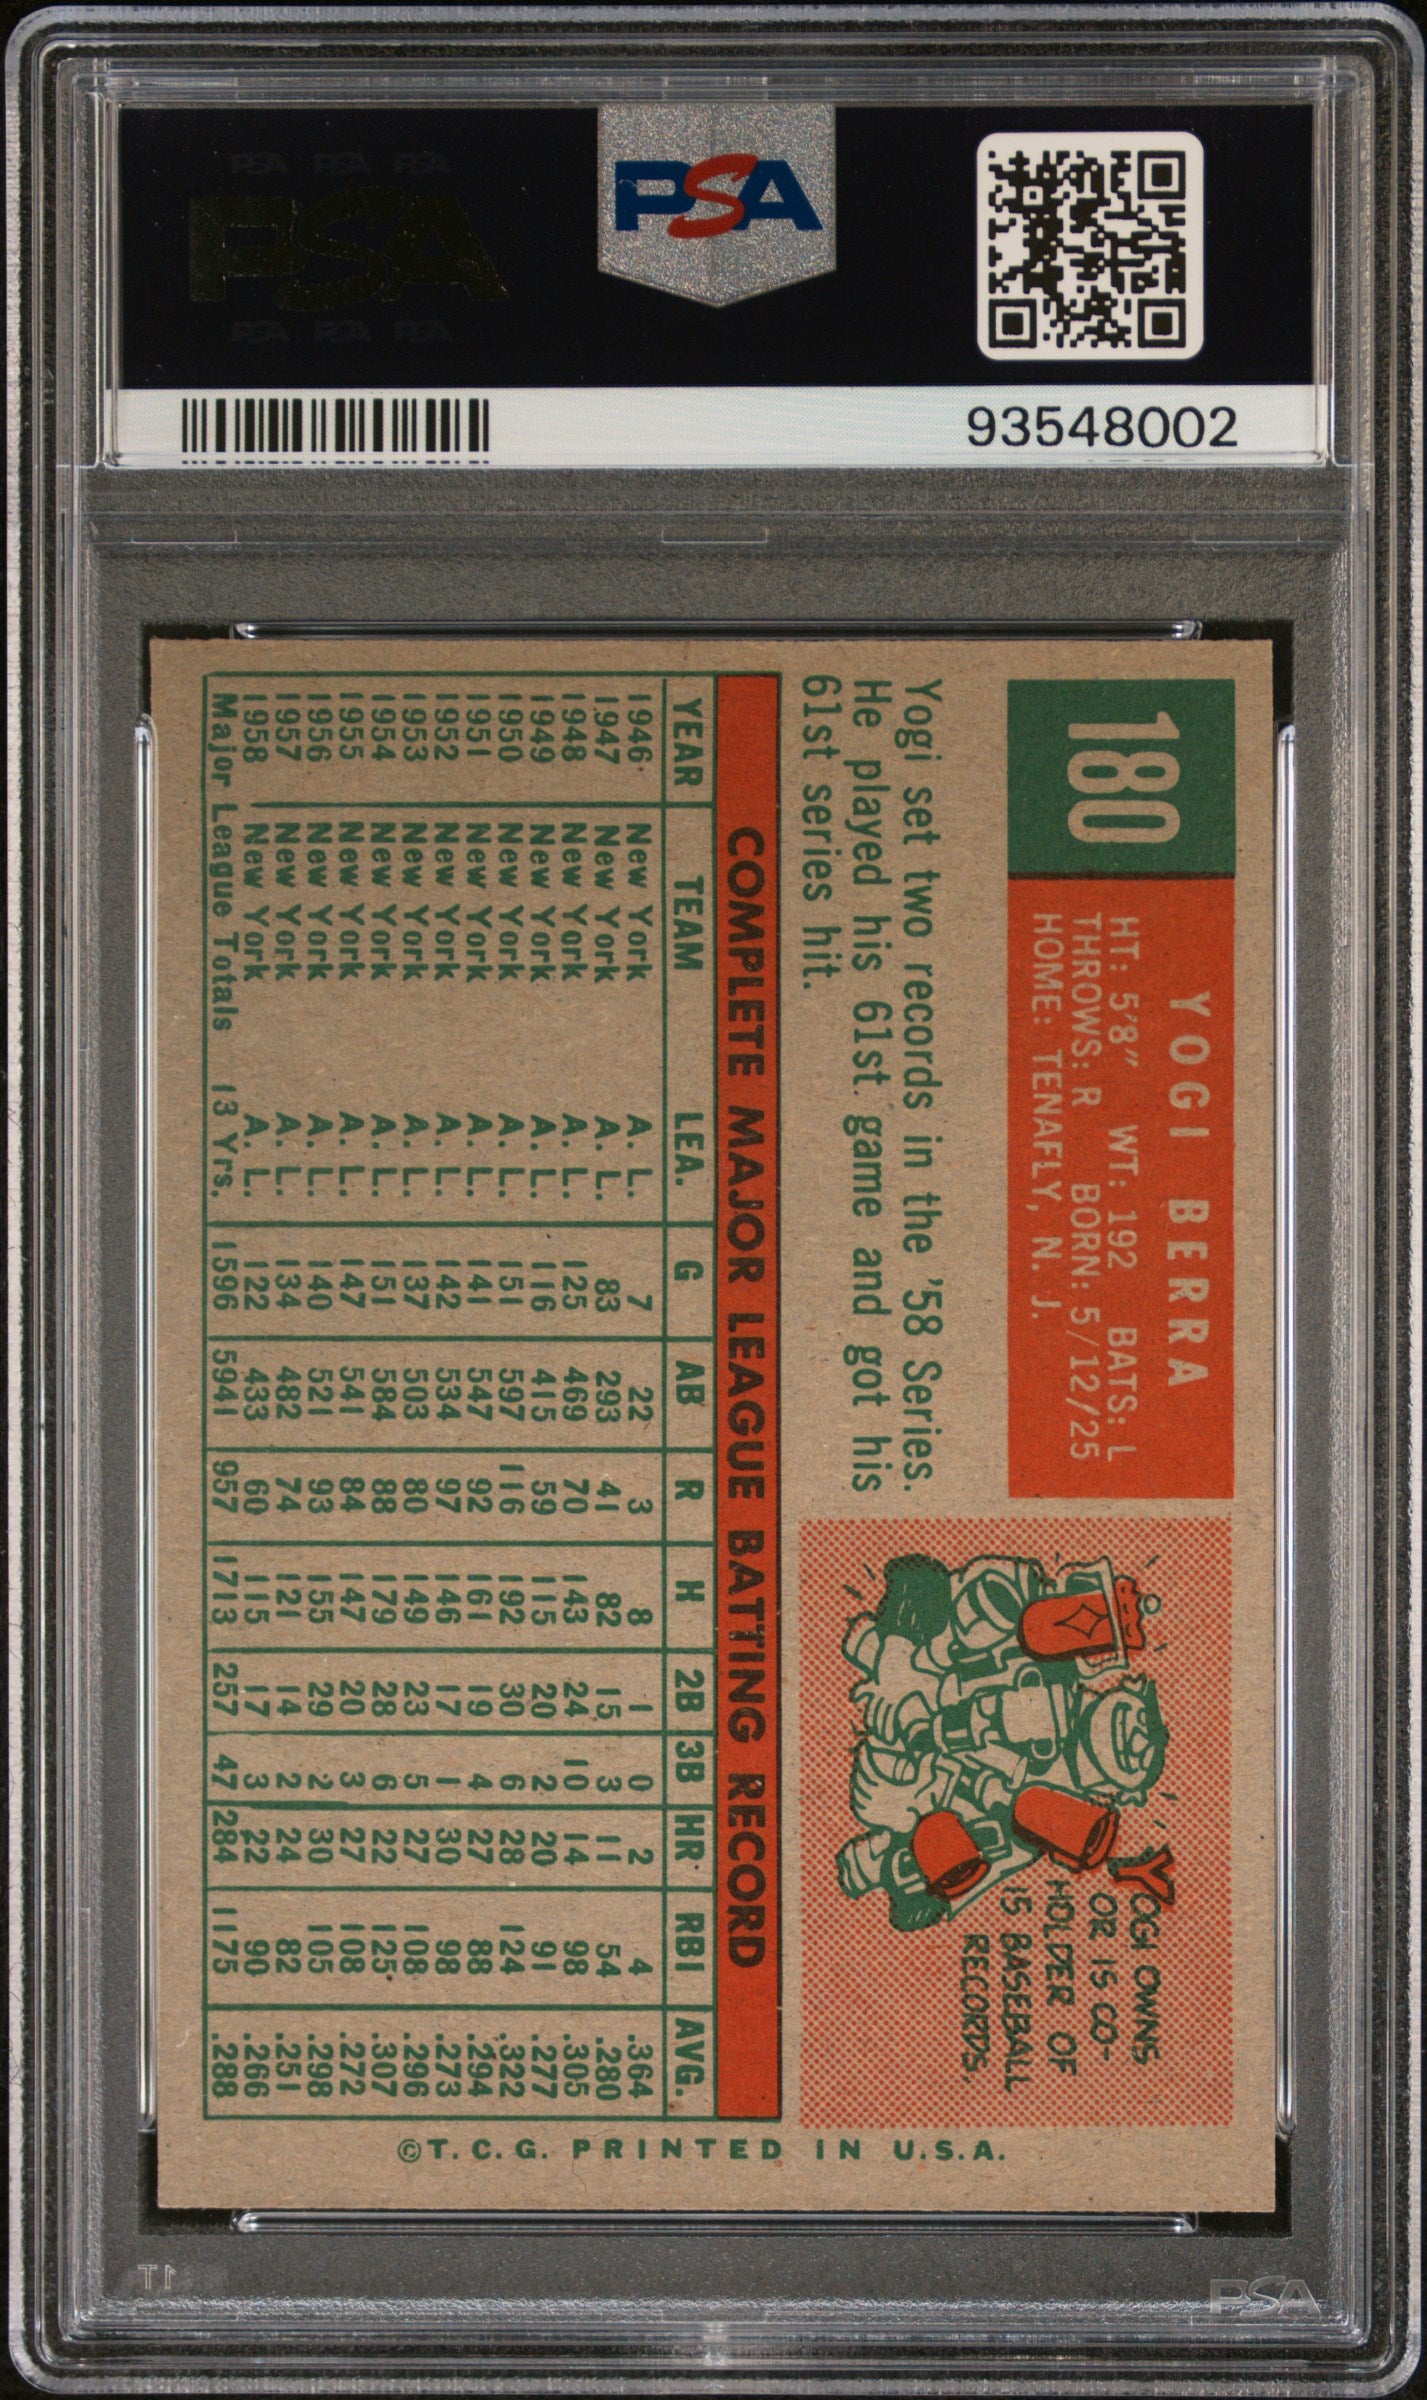 PSA PSA PSA
PSA
PSA PSA PSA
PSA
93548002
180
YOGI BERRA
HT: 5'8" WT: 192 BATS: L
THROWS: R BORN: 5/12/25
HOME: TENAFLY, N. J.
Yogi set two records in the '58 Series.
He played his 61st game and got his
61st series hit.
YOGI OWNS
OR IS CO-
HOLDER OF
15 BASEBALL
RECORDS.
COMPLETE MAJOR LEAGUE BATTING RECORD
YEAR TEAM LEA. G AB R H 2B 3B HR RBI AVG.
1946 New York A. L. 7 22 3 8 1 0 2 4 .364
1947 New York A. L. 83 293 41 82 15 3 11 54 .280
1948 New York A. L. 125 469 70 143 24 10 14 98 .305
1949 New York A. L. 116 415 59 115 20 2 20 91 .277
1950 New York A. L. 151 597 116 192 30 6 28 124 .322
1951 New York A. L. 141 547 92 161 19 4 27 88 .294
1952 New York A. L. 142 534 97 146 17 1 30 98 .273
1953 New York A. L. 137 503 80 149 23 5 27 108 .296
1954 New York A. L. 151 584 88 179 28 6 22 125 .307
1955 New York A. L. 147 541 84 147 20 3 27 108 .272
1956 New York A. L. 140 521 93 155 29 2 30 105 .298
1957 New York A. L. 134 482 74 121 14 2 24 82 .251
1958 New York A. L. 122 433 60 115 17 3 22 90 .266
Major League Totals 13 Yrs. 1596 5941 957 1713 257 47 284 1175 .288
©T. C. G. PRINTED IN U.S.A.
PSA